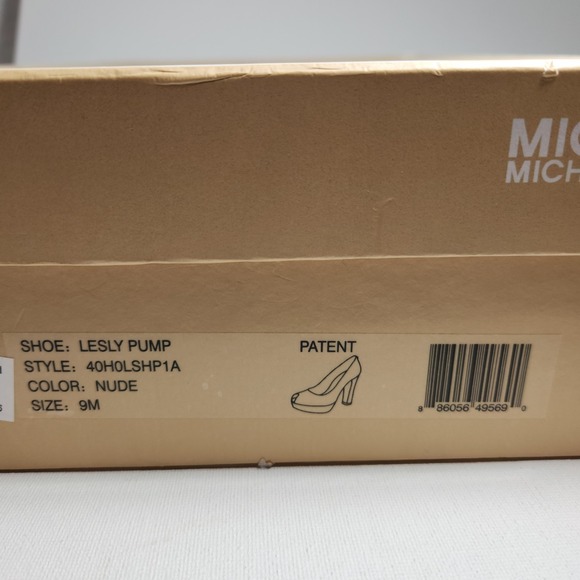 MIC
MICH
SHOE: LESLY PUMP
STYLE: 40H0LSHP1A
COLOR: NUDE
SIZE: 9M
PATENT
8 86056 49569 0